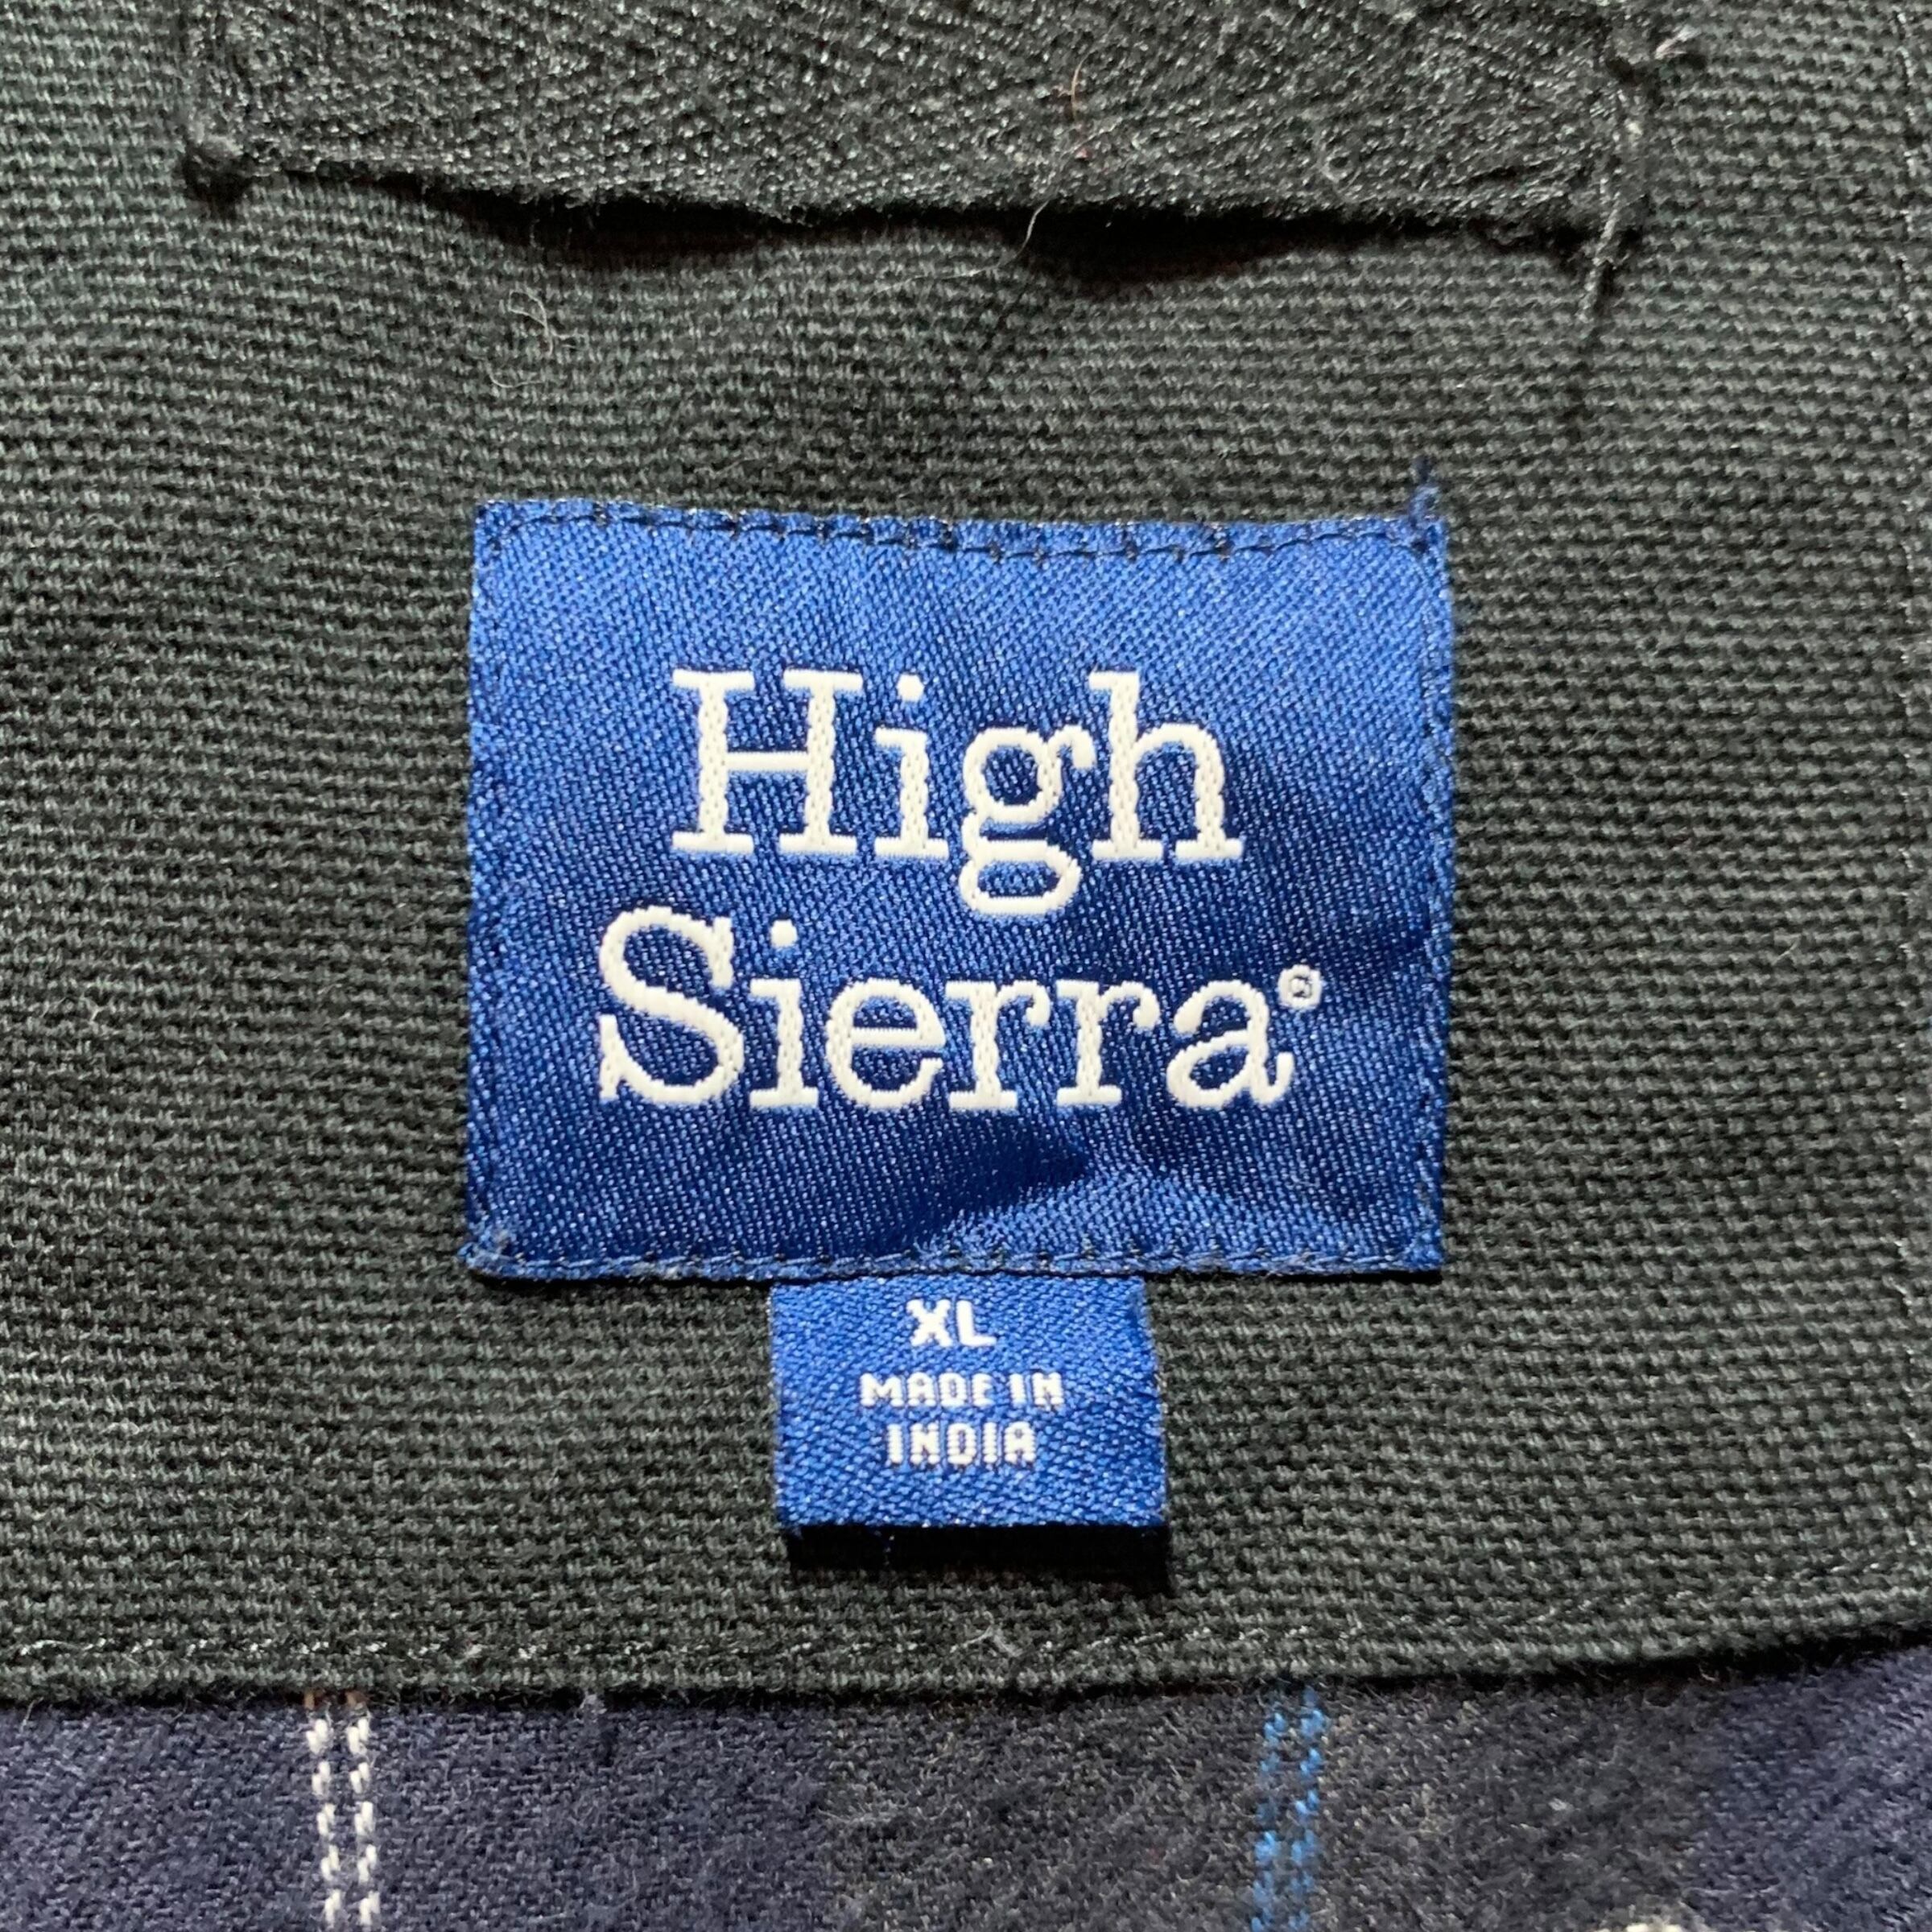 High
Sierra®
XL
MADE IN
INDIA